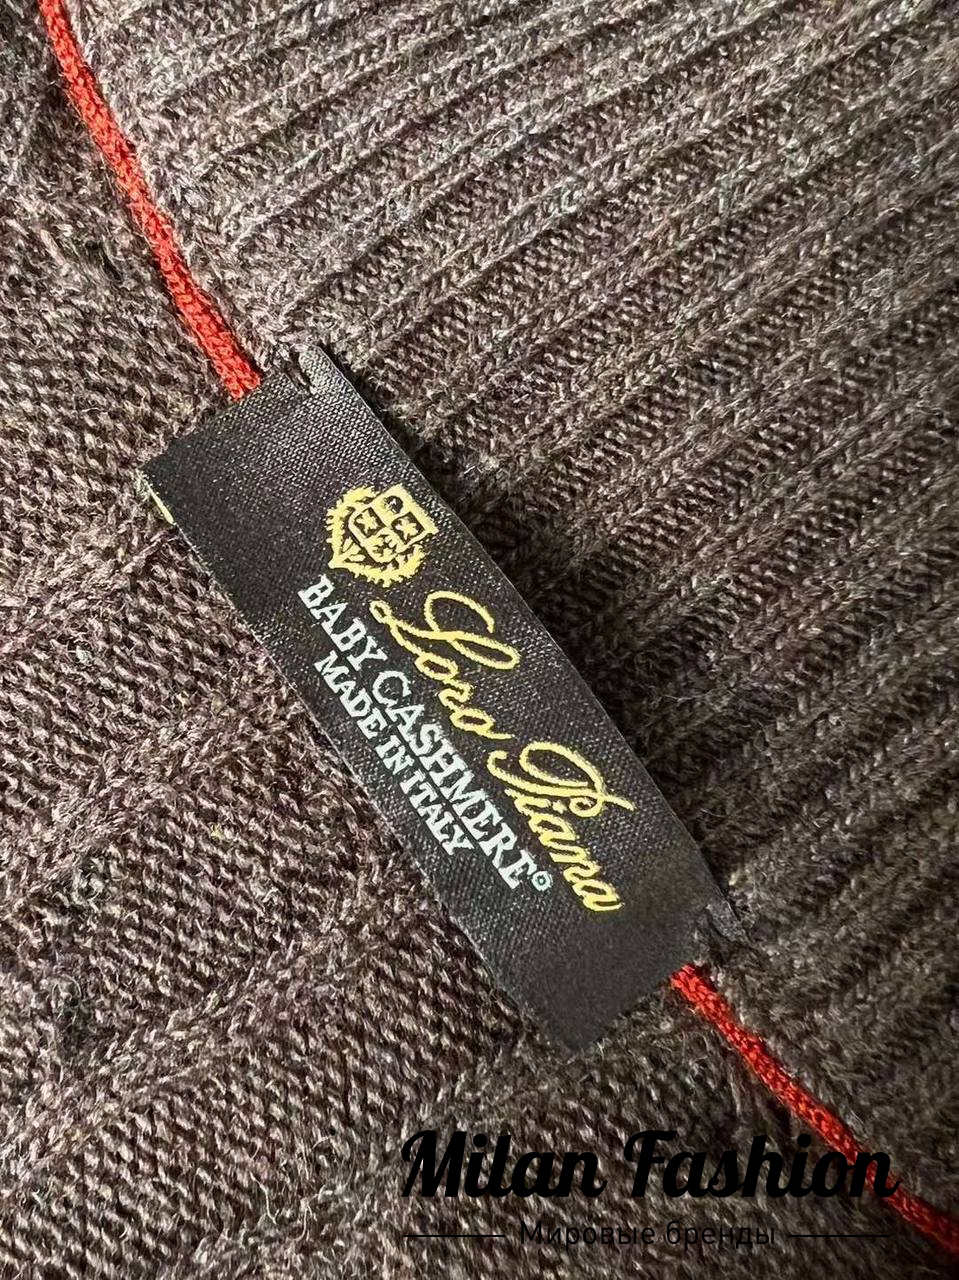 Loro Piana
BABY CASHMERE®
MADE IN ITALY
Milan Fashion
Мировые бренды